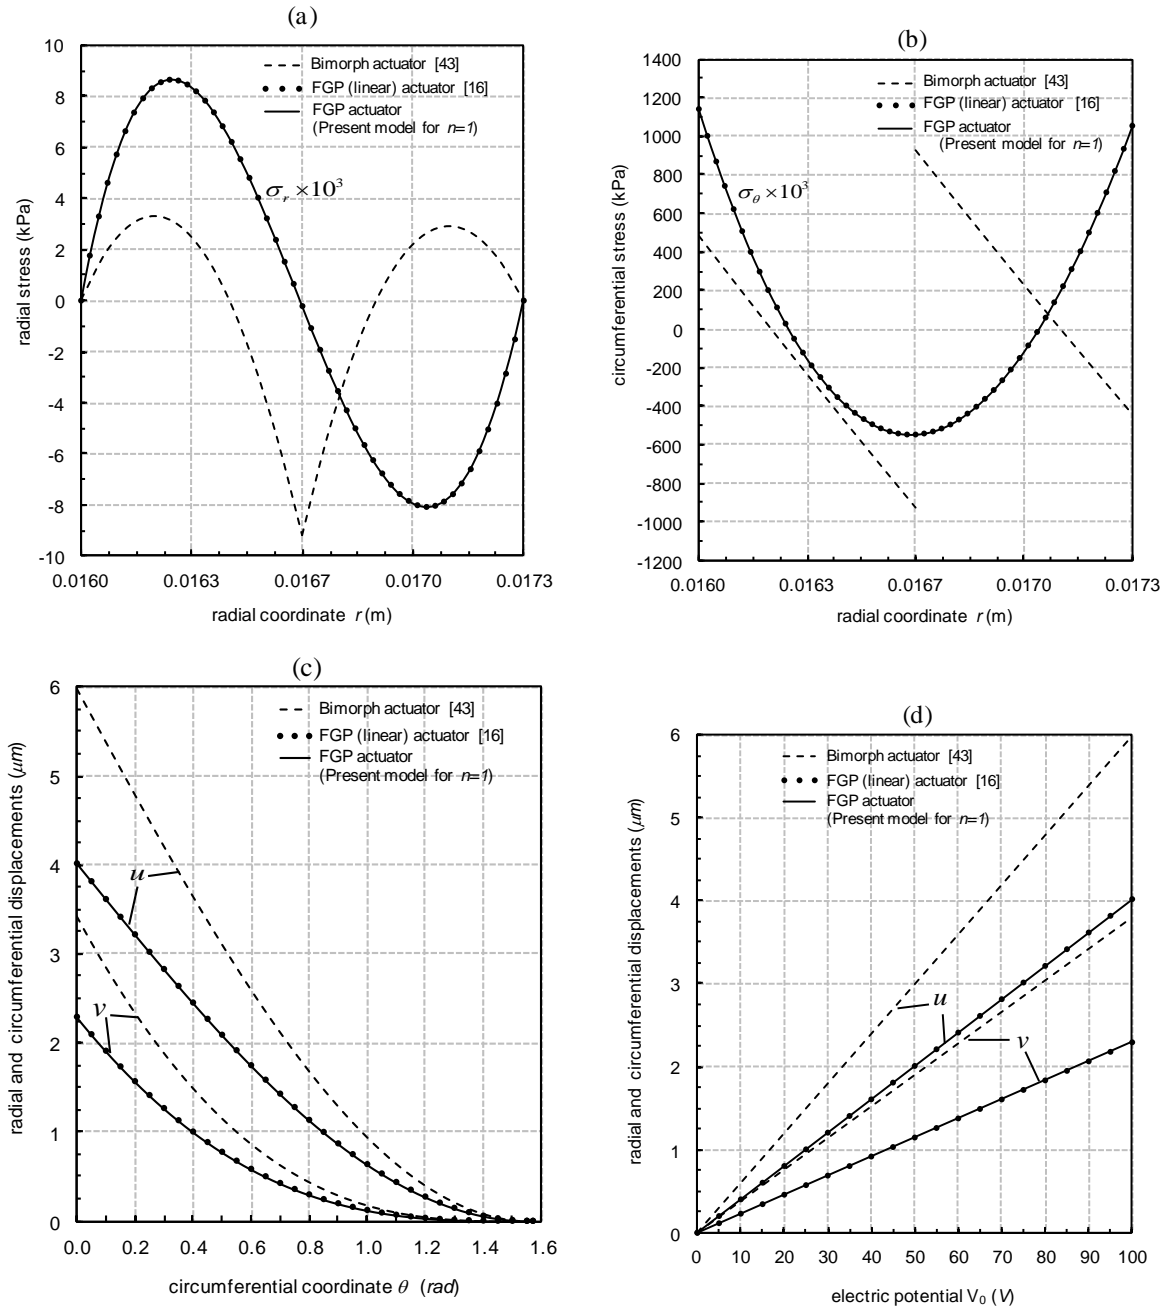 (a)
Bimorph actuator [43]
FGP (linear) actuator [16]
FGP actuator
(Present model for n=1)
σr ×10³
radial stress (kPa)
10
8
6
4
2
0
-2
-4
-6
-8
-10
0.0160 0.0163 0.0167 0.0170 0.0173
radial coordinate r (m)
(b)
Bimorph actuator [43]
FGP (linear) actuator [16]
FGP actuator
(Present model for n=1)
σθ ×10³
circumferential stress (kPa)
1400
1200
1000
800
600
400
200
0
-200
-400
-600
-800
-1000
-1200
0.0160 0.0163 0.0167 0.0170 0.0173
radial coordinate r (m)
(c)
Bimorph actuator [43]
FGP (linear) actuator [16]
FGP actuator
(Present model for n=1)
u
v
radial and circumferential displacements (μm)
6
5
4
3
2
1
0
0.0 0.2 0.4 0.6 0.8 1.0 1.2 1.4 1.6
circumferential coordinate θ (rad)
(d)
Bimorph actuator [43]
FGP (linear) actuator [16]
FGP actuator
(Present model for n=1)
u
v
radial and circumferential displacements (μm)
6
5
4
3
2
1
0
0 10 20 30 40 50 60 70 80 90 100
electric potential V₀ (V)